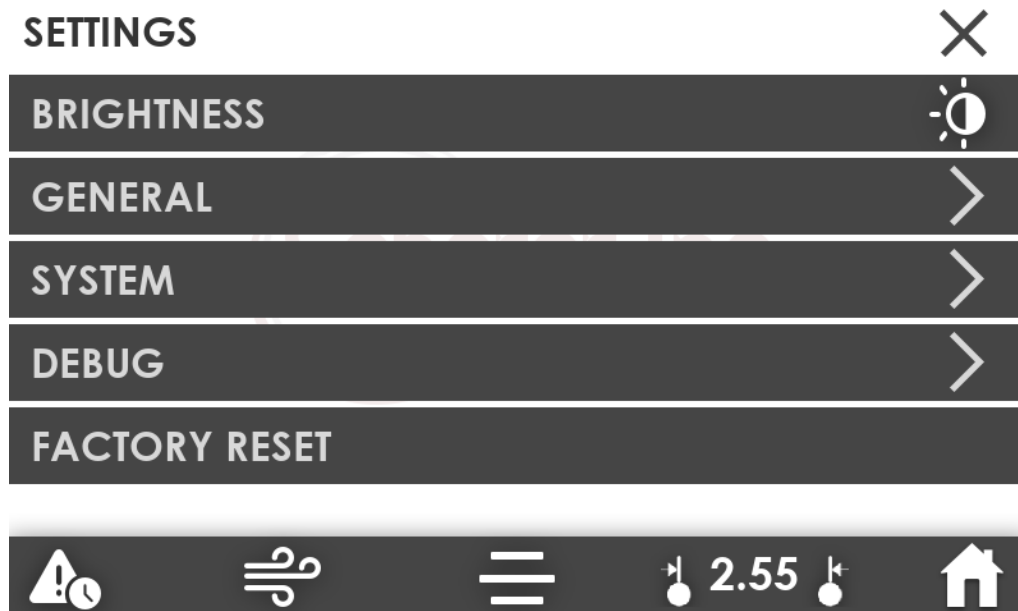 SETTINGS
BRIGHTNESS
GENERAL
SYSTEM
DEBUG
FACTORY RESET
2.55